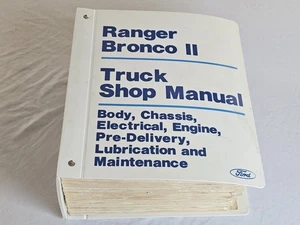 Ranger
Bronco II
Truck
Shop Manual
Body, Chassis,
Electrical, Engine,
Pre-Delivery,
Lubrication and
Maintenance
Ford